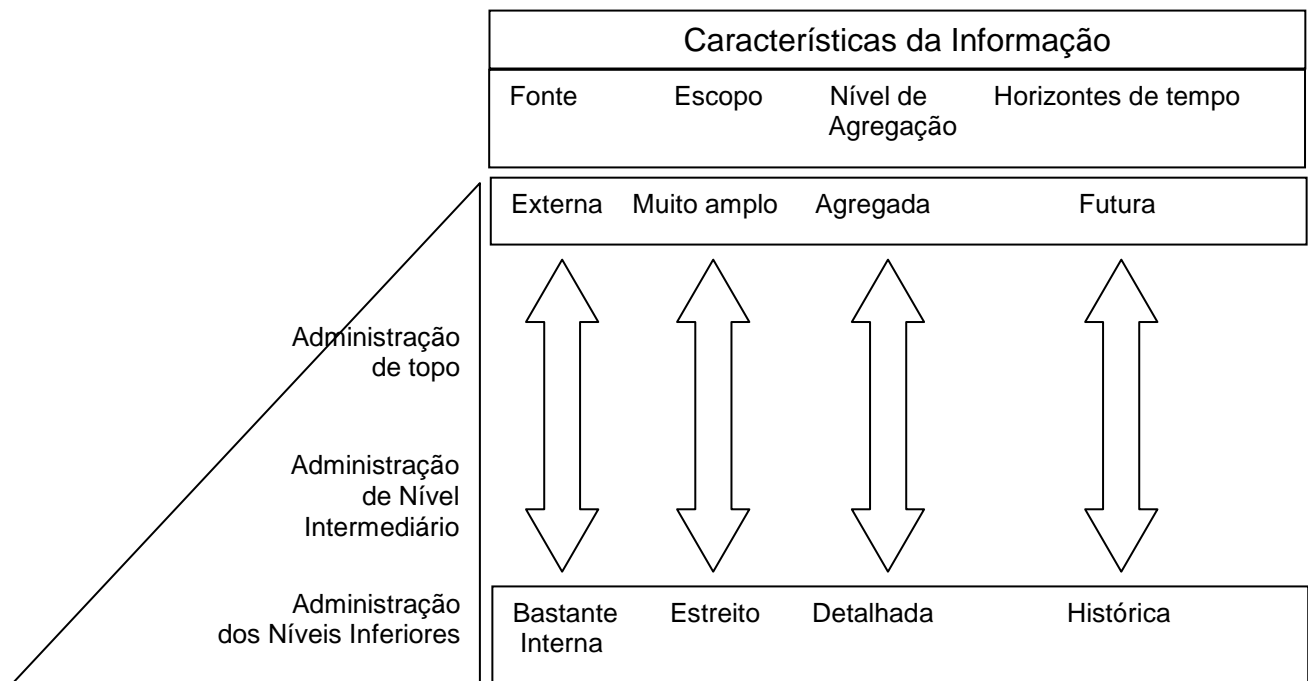 Características da Informação
Fonte Escopo Nível de Agregação Horizontes de tempo
Externa Muito amplo Agregada Futura
Administração
de topo
Administração
de Nível
Intermediário
Administração
dos Níveis Inferiores
Bastante Interna Estreito Detalhada Histórica